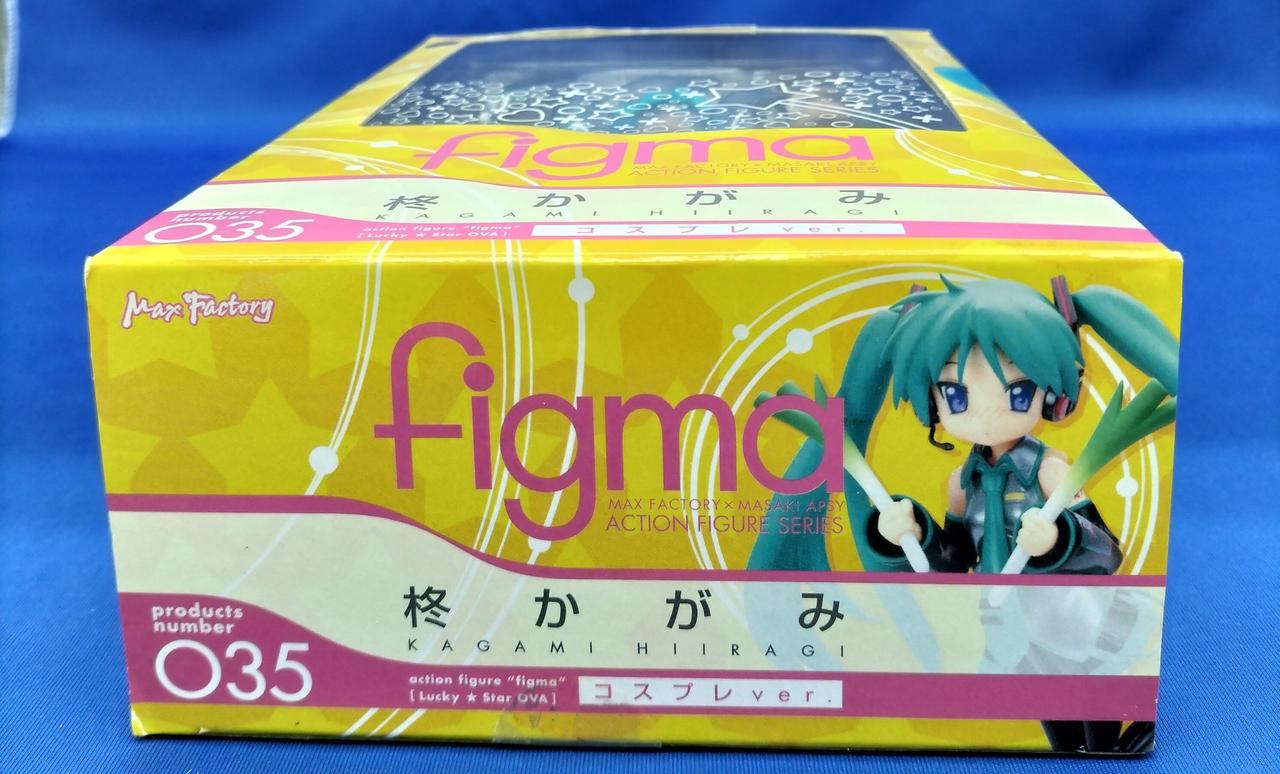 figma
MAX FACTORY × MASAKI APSY
ACTION FIGURE SERIES
柊かがみ
KAGAMI HIIRAGI
products
number
035
action figure "figma"
[ Lucky ★ Star OVA ]
コスプレver.
Max Factory
figma
MAX FACTORY × MASAKI APSY
ACTION FIGURE SERIES
柊かがみ
KAGAMI HIIRAGI
products
number
035
action figure "figma"
[ Lucky ★ Star OVA ]
コスプレver.